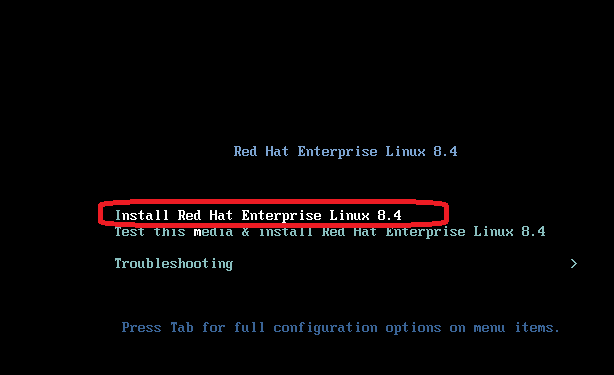 Red Hat Enterprise Linux 8.4
Install Red Hat Enterprise Linux 8.4
Test this media & install Red Hat Enterprise Linux 8.4
Troubleshooting >
Press Tab for full configuration options on menu items.